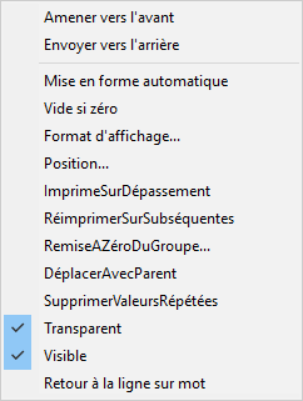 Amener vers l'avant
Envoyer vers l'arrière
Mise en forme automatique
Vide si zéro
Format d'affichage...
Position...
ImprimeSurDépassement
RéimprimerSurSubséquentes
RemiseAZéroDuGroupe...
DéplacerAvecParent
SupprimerValeursRépétées
Transparent
Visible
Retour à la ligne sur mot